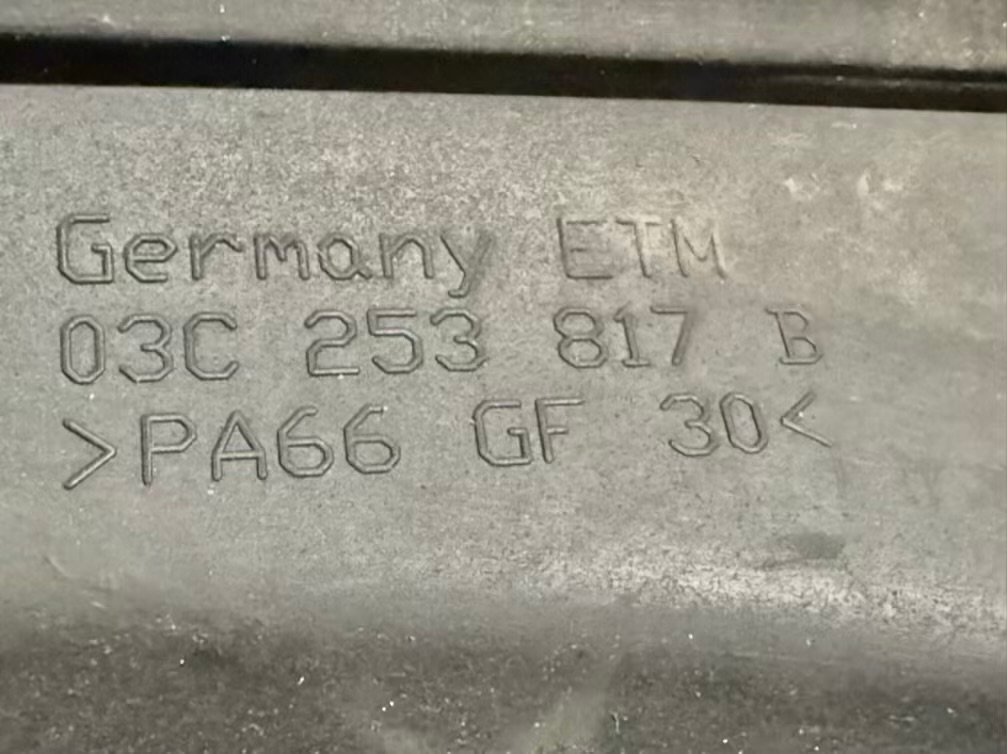 Germany ETM
03C 253 817 B
>PA66 GF 30<